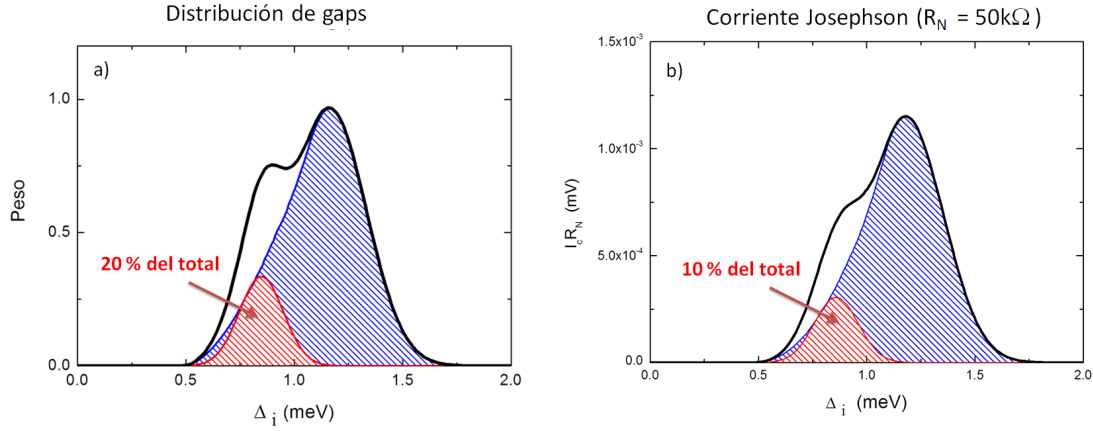 Distribución de gaps
a)
Peso
1.0
0.5
0.0
20 % del total
0.0
0.5
1.0
1.5
2.0
Δ i (meV)
Corriente Josephson (R N = 50kΩ )
b)
I c R N (mV)
1.5x10⁻³
1.0x10⁻³
5.0x10⁻⁴
0.0
10 % del total
0.0
0.5
1.0
1.5
2.0
Δ i (meV)